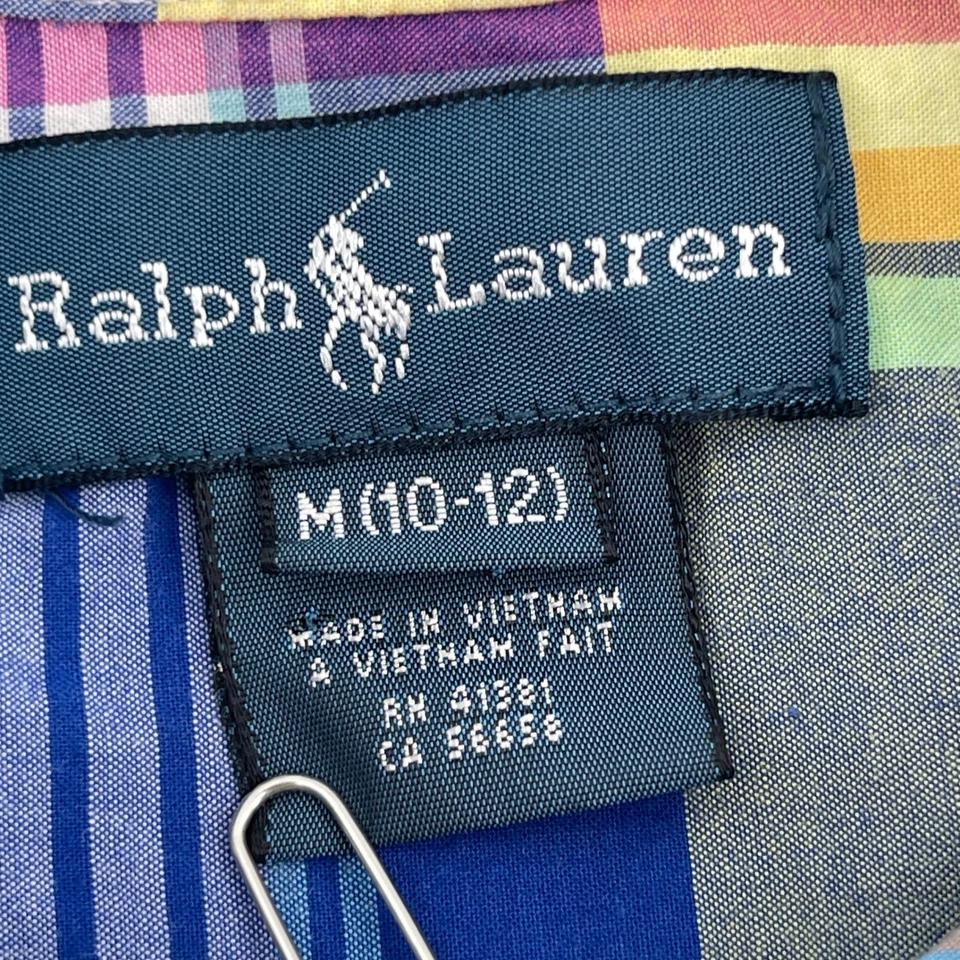 Ralph Lauren
M (10-12)
MADE IN VIETNAM
A VIETNAM FAIT
RN 41381
CA 56658